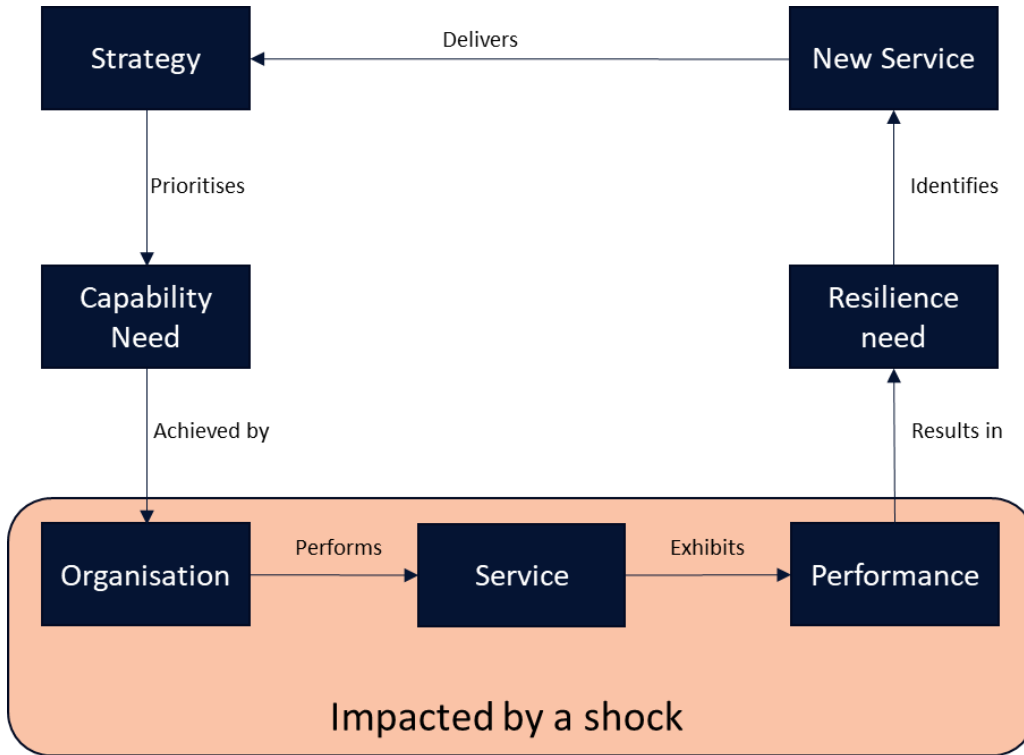 Strategy
Delivers
New Service
Prioritises
Identifies
Capability
Need
Resilience
need
Achieved by
Results in
Organisation
Performs
Service
Exhibits
Performance
Impacted by a shock